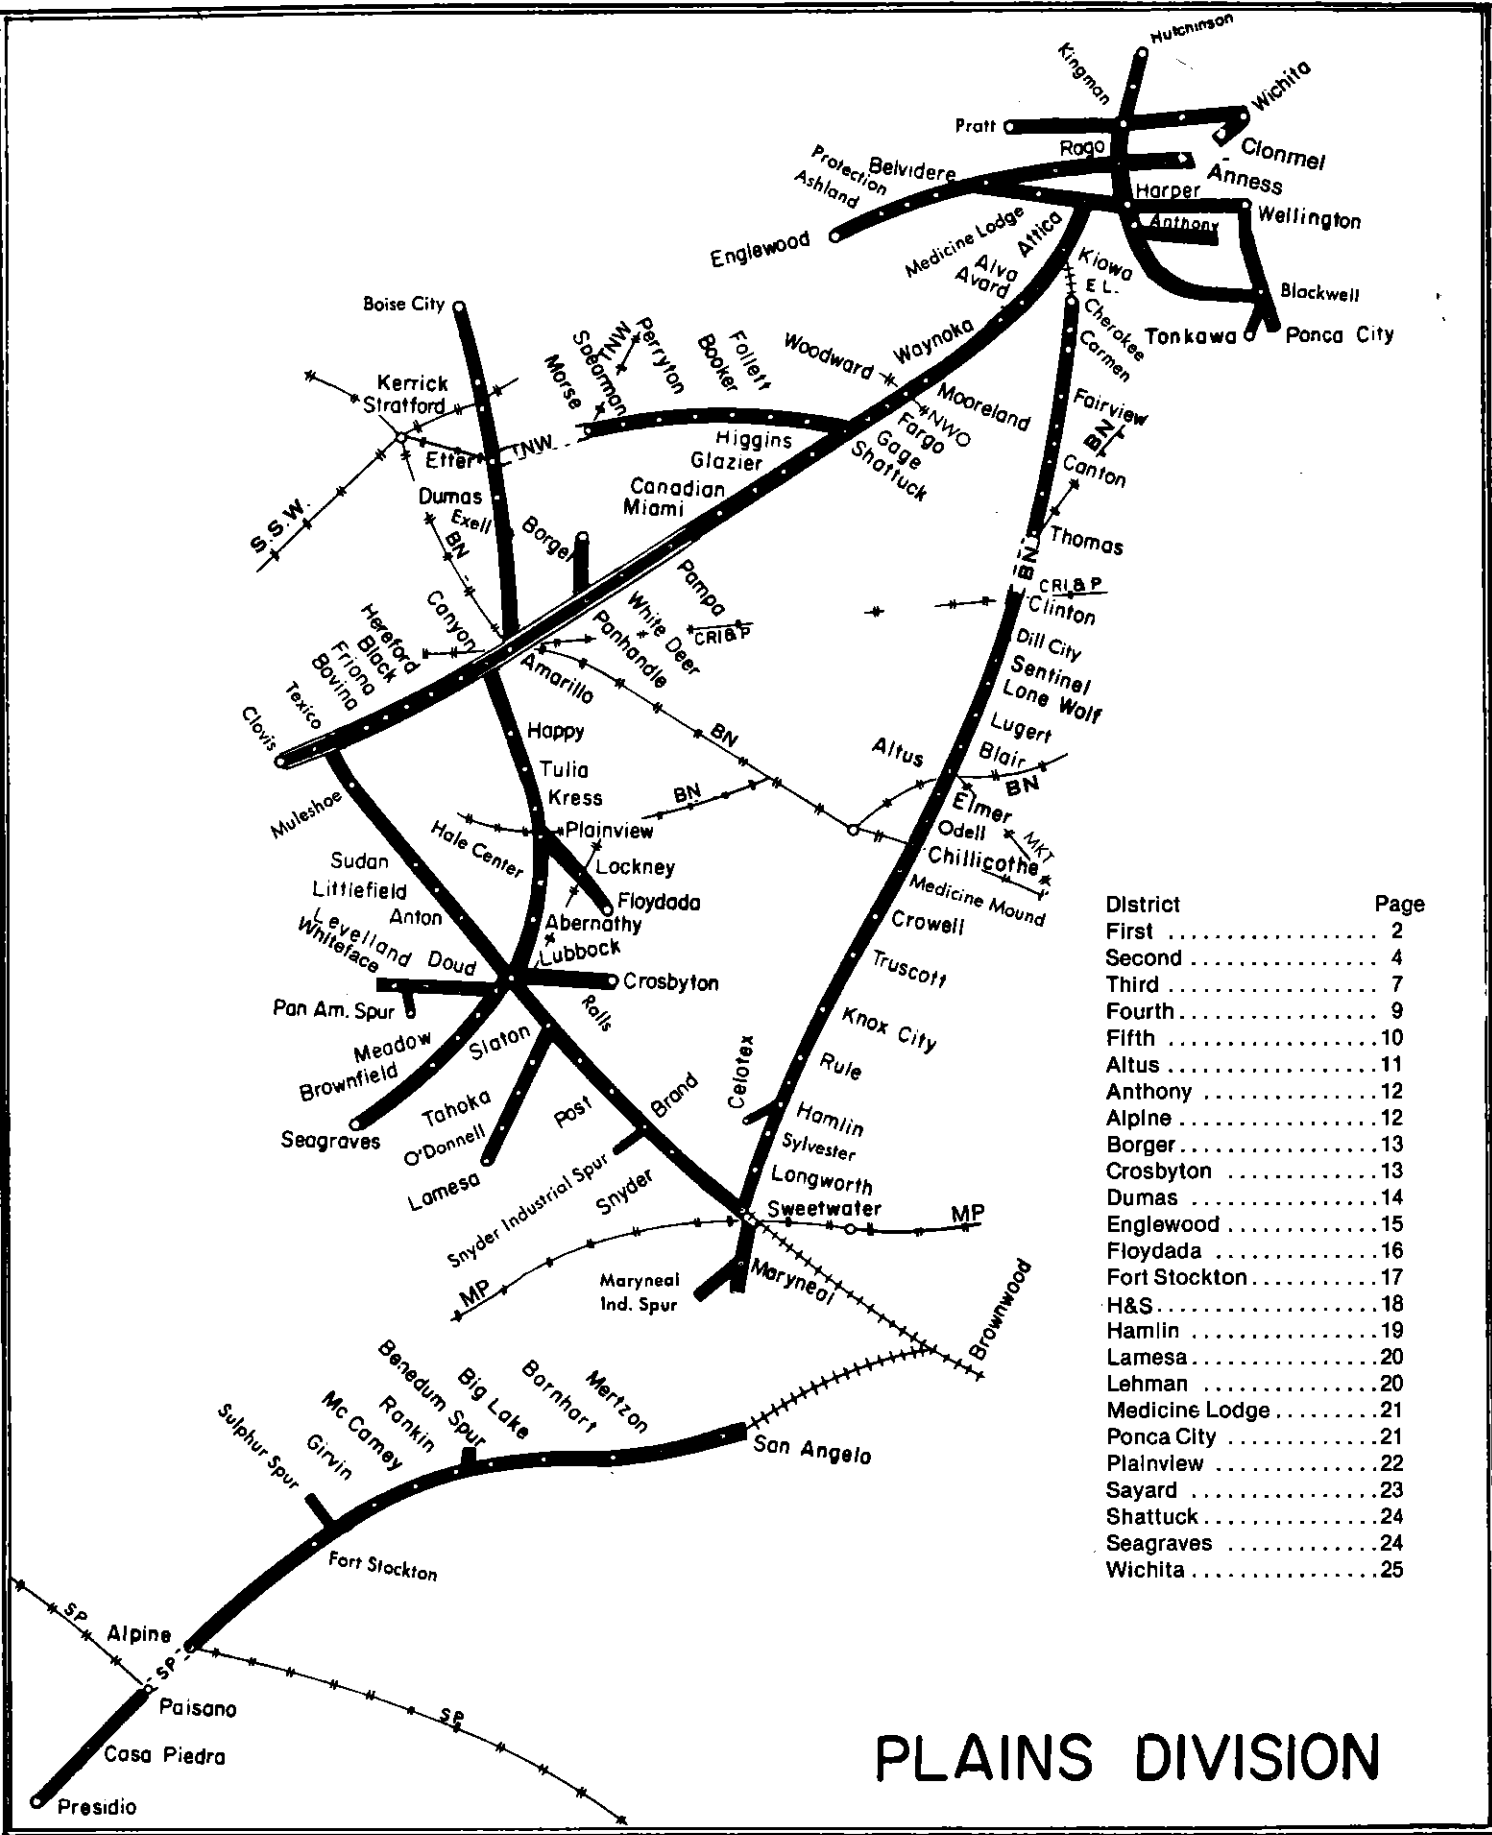 Hutchinson
Kingman
Wichita
Pratt
Clonmel
Rago
Anness
Protection
Belvidere
Ashland
Harper
Wellington
Anthony
Englewood
Medicine Lodge
Attica
Kiowa
Alva
Avard
E L.
Blackwell
Cherokee
Tonkawa
Ponca City
Carmen
Boise City
TNW
Perryton
Follett
Booker
Spearman
Morse
Woodward
Waynoka
Kerrick
Stratford
Mooreland
Fairview
NWO
Fargo
Gage
Shattuck
BN
Higgins
Glazier
TNW
Etter
Canton
Canadian
Miami
Dumas
Exell
Borger
S.S.W.
BN
Thomas
BN
Pampa
CRI&P
Clinton
CRI&P
White Deer
Panhandle
Canyon
Hereford
Black
Friona
Bovina
Texico
Clovis
Amarillo
Dill City
Sentinel
Lone Wolf
Lugert
Blair
Altus
BN
BN
Happy
Tulia
Kress
BN
Elmer
Odell
MKT
Chillicothe
Medicine Mound
Muleshoe
Hale Center
Plainview
Lockney
Floydada
Sudan
Littlefield
Anton
Abernathy
Lubbock
Levelland
Whiteface
Doud
Crosbyton
Pan Am. Spur
Ralls
Crowell
Truscott
Knox City
Meadow
Brownfield
Slaton
Seagraves
Tahoka
O'Donnell
Lamesa
Post
Brand
Celotex
Rule
Hamlin
Sylvester
Longworth
Sweetwater
Snyder Industrial Spur
Snyder
MP
MP
Maryneal
Ind. Spur
Maryneal
Brownwood
Mertzon
Barnhart
Big Lake
Benedum Spur
Rankin
Mc Camey
Girvin
Sulphur Spur
San Angelo
Fort Stockton
SP
Alpine
SP
SP
Paisano
Casa Piedra
Presidio
District Page
First .................. 2
Second ................. 4
Third .................. 7
Fourth .................. 9
Fifth .................. 10
Altus .................. 11
Anthony ............... 12
Alpine ................. 12
Borger ................. 13
Crosbyton ............. 13
Dumas ................ 14
Englewood ............ 15
Floydada .............. 16
Fort Stockton ........... 17
H&S ................... 18
Hamlin ................ 19
Lamesa ................ 20
Lehman ............... 20
Medicine Lodge ......... 21
Ponca City ............. 21
Plainview .............. 22
Sayard ................ 23
Shattuck ............... 24
Seagraves ............. 24
Wichita ................ 25
PLAINS DIVISION